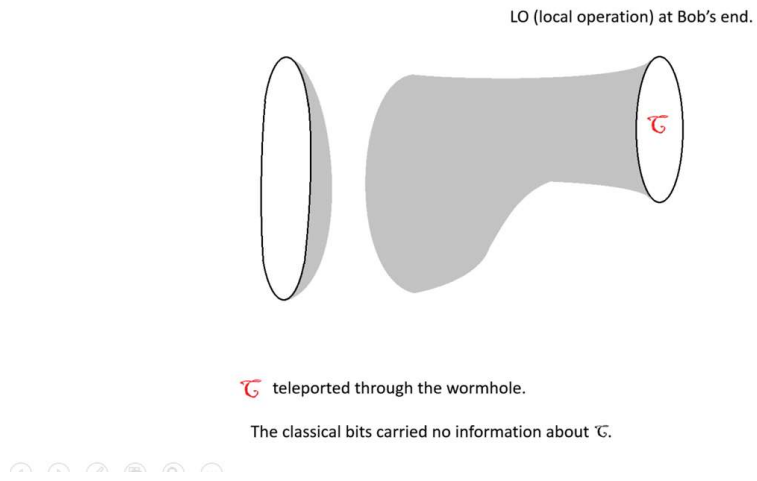 LO (local operation) at Bob's end.
T
T teleported through the wormhole.
The classical bits carried no information about T.